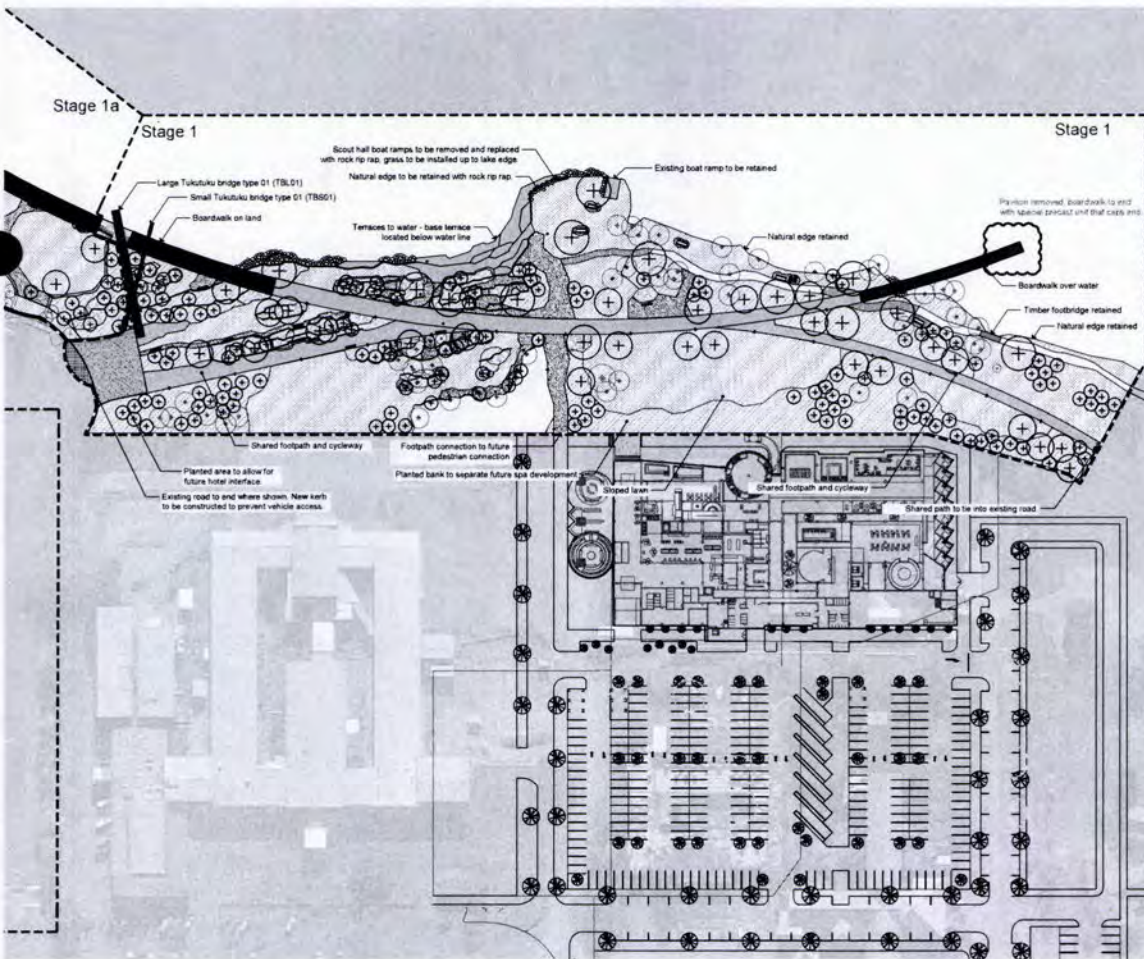 Stage 1a
Stage 1
Stage 1
Scout hall boat ramps to be removed and replaced
with rock rip rap, grass to be installed up to lake edge.
Natural edge to be retained with rock rip rap.
Existing boat ramp to be retained
Large Tukutuku bridge type 01 (TBL01)
Small Tukutuku bridge type 01 (TBS01)
Boardwalk on land
Terraces to water - base terrace
located below water line
Natural edge retained
Pavilion removed, boardwalk to end
with special precast unit that caps end
Boardwalk over water
Timber footbridge retained
Natural edge retained
Shared footpath and cycleway
Footpath connection to future
pedestrian connection
Planted area to allow for
future hotel interface.
Planted bank to separate future spa development
Sloped lawn
Shared footpath and cycleway
Existing road to end where shown. New kerb
to be constructed to prevent vehicle access.
Shared path to tie into existing road